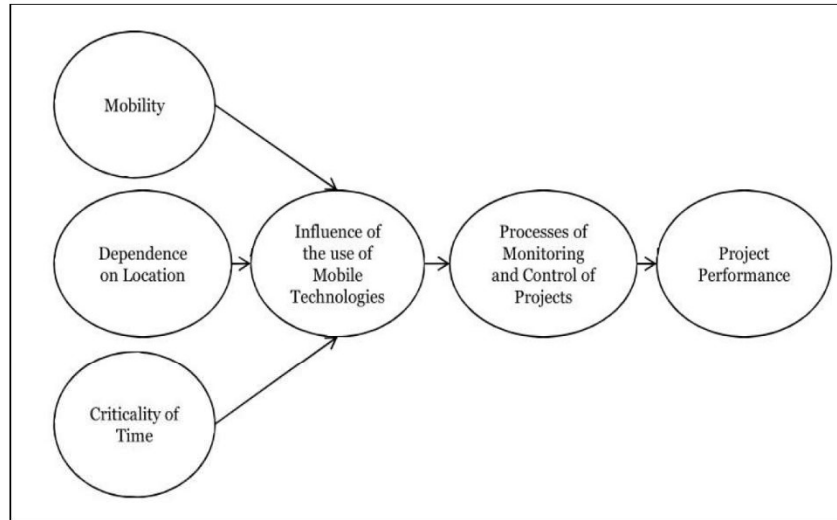 Mobility
Dependence
on Location
Criticality of
Time
Influence of
the use of
Mobile
Technologies
Processes of
Monitoring
and Control of
Projects
Project
Performance